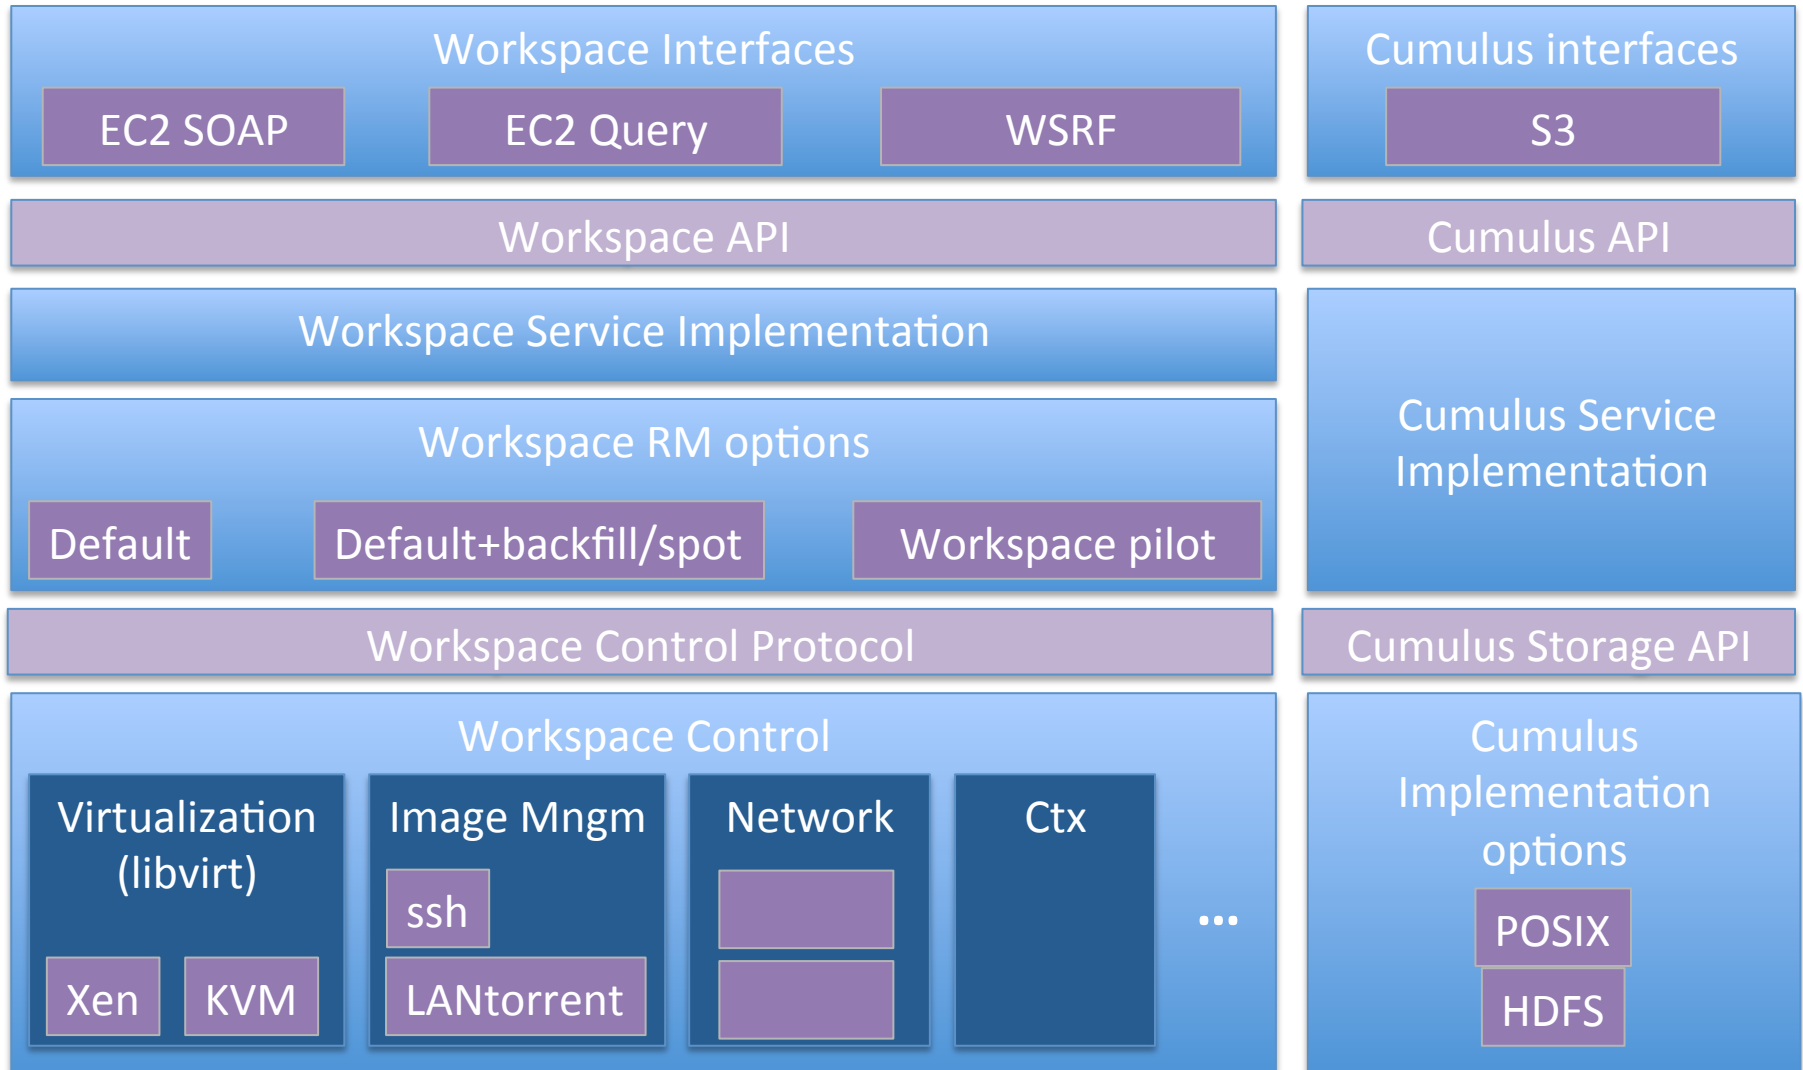 Workspace Interfaces
EC2 SOAP
EC2 Query
WSRF
Cumulus interfaces
S3
Workspace API
Cumulus API
Workspace Service Implementation
Workspace RM options
Default
Default+backfill/spot
Workspace pilot
Cumulus Service
Implementation
Workspace Control Protocol
Cumulus Storage API
Workspace Control
Virtualization
(libvirt)
Xen
KVM
Image Mngm
ssh
LANtorrent
Network
Ctx
...
Cumulus
Implementation
options
POSIX
HDFS